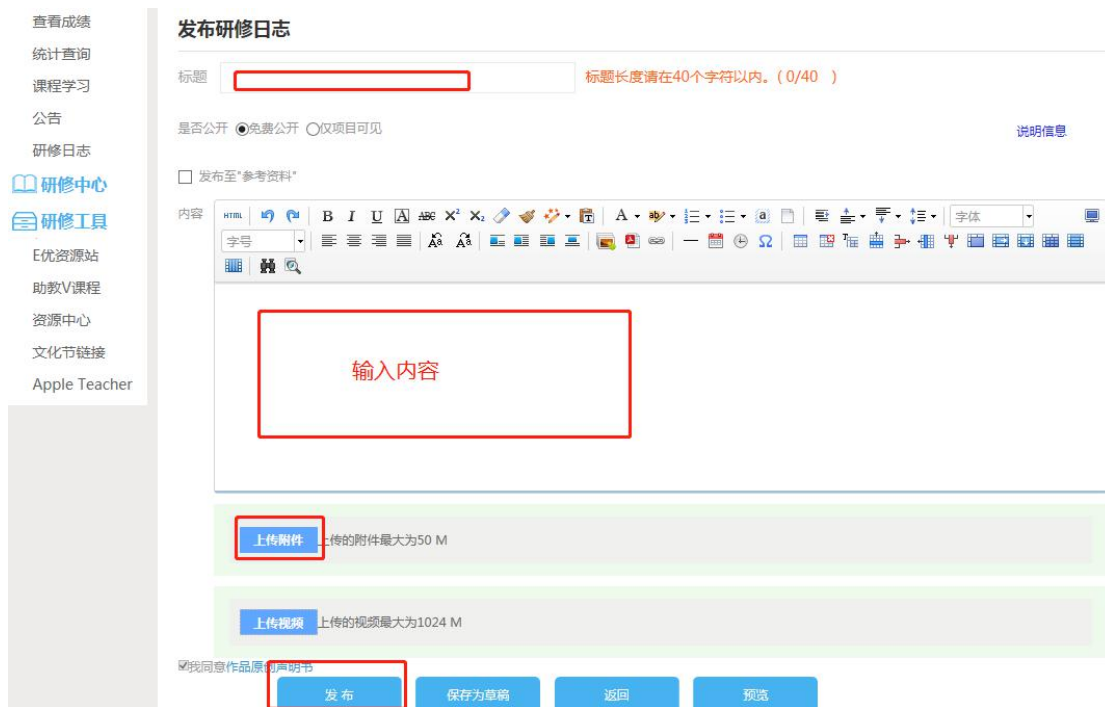 查看成绩
统计查询
课程学习
公告
研修日志
研修中心
研修工具
E优资源站
助教V课程
资源中心
文化节链接
Apple Teacher
发布研修日志
标题 标题长度请在40个字符以内。( 0/40 )
是否公开 免费公开 仅项目可见 说明信息
发布至"参考资料"
内容 HTML B I U A ABC X² X₂ A a 字体
字号
输入内容
上传附件 上传的附件最大为50 M
上传视频 上传的视频最大为1024 M
我同意作品原创声明书
发 布 保存为草稿 返回 预览